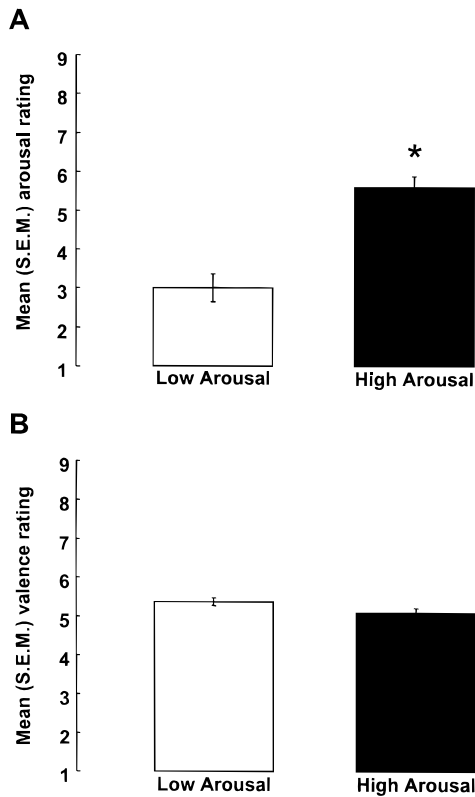 A
Mean (S.E.M.) arousal rating
9
8
7
6
5
4
3
2
1
*
Low Arousal
High Arousal
B
Mean (S.E.M.) valence rating
9
8
7
6
5
4
3
2
1
Low Arousal
High Arousal